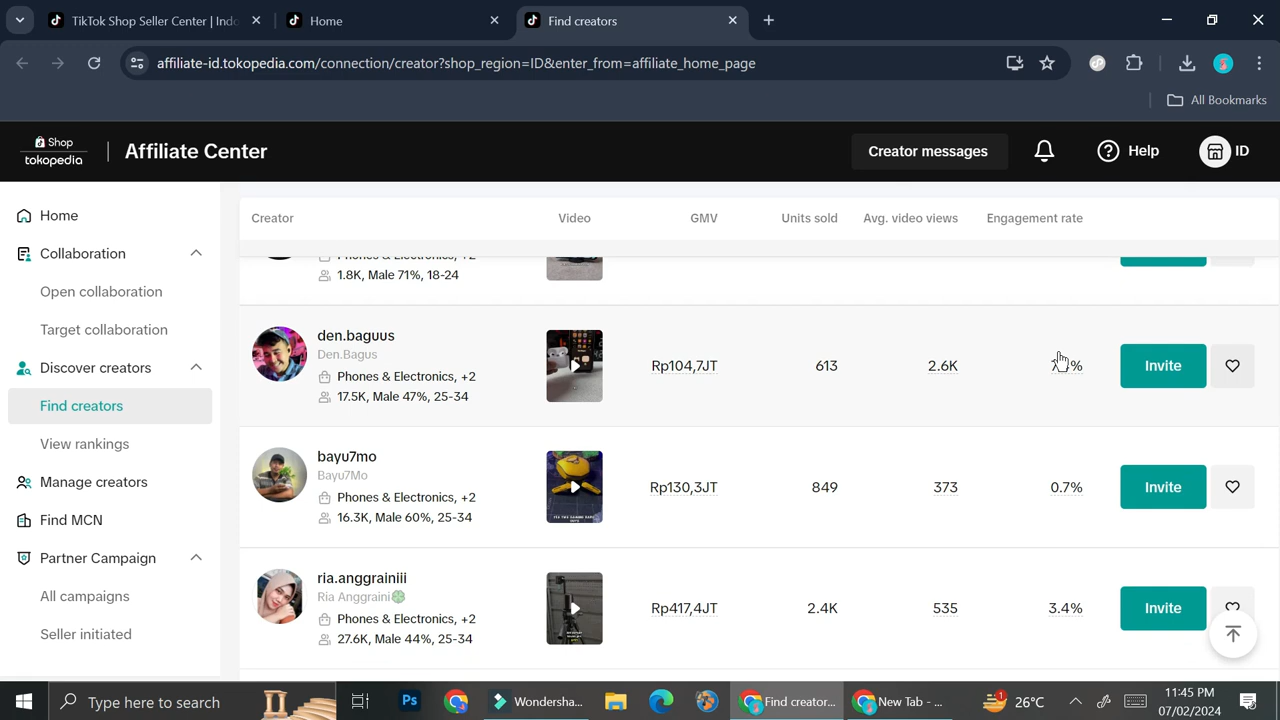 TikTok Shop Seller Center | Indo
Home
Find creators
affiliate-id.tokopedia.com/connection/creator?shop_region=ID&enter_from=affiliate_home_page
All Bookmarks
Shop
tokopedia
Affiliate Center
Creator messages
Help
ID
Home
Collaboration
Open collaboration
Target collaboration
Discover creators
Find creators
View rankings
Manage creators
Find MCN
Partner Campaign
All campaigns
Seller initiated
Creator Video GMV Units sold Avg. video views Engagement rate
Phones & Electronics, +2
1.8K, Male 71%, 18-24
den.baguus
Den.Bagus
Phones & Electronics, +2
17.5K, Male 47%, 25-34
Rp104,7JT 613 2.6K % Invite
bayu7mo
Bayu7Mo
Phones & Electronics, +2
16.3K, Male 60%, 25-34
Rp130,3JT 849 373 0.7% Invite
ria.anggrainiii
Ria Anggraini
Phones & Electronics, +2
27.6K, Male 44%, 25-34
Rp417,4JT 2.4K 535 3.4% Invite
Type here to search
Ps
Wondersha...
Find creator...
New Tab - ...
1
26°C
11:45 PM
07/02/2024